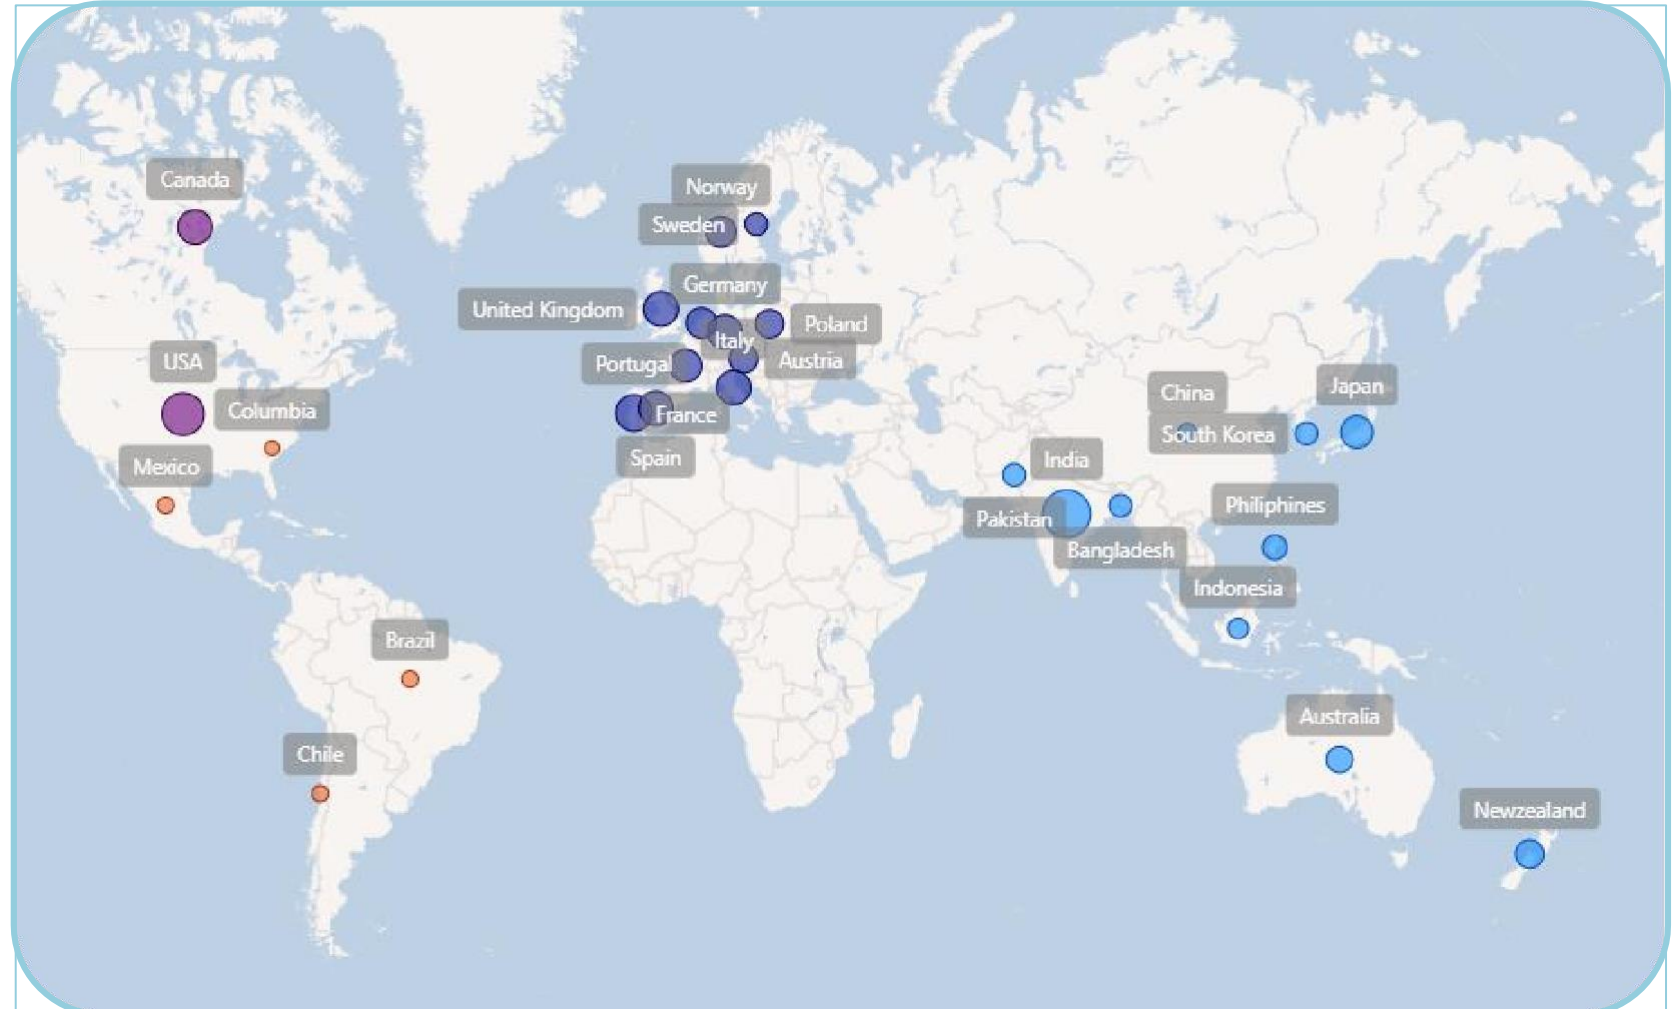 Canada
Norway
Sweden
Germany
United Kingdom
Poland
Italy
Portugal
Austria
USA
Columbia
France
Spain
Mexico
China
Japan
South Korea
India
Pakistan
Philiphines
Bangladesh
Indonesia
Brazil
Australia
Chile
Newzealand